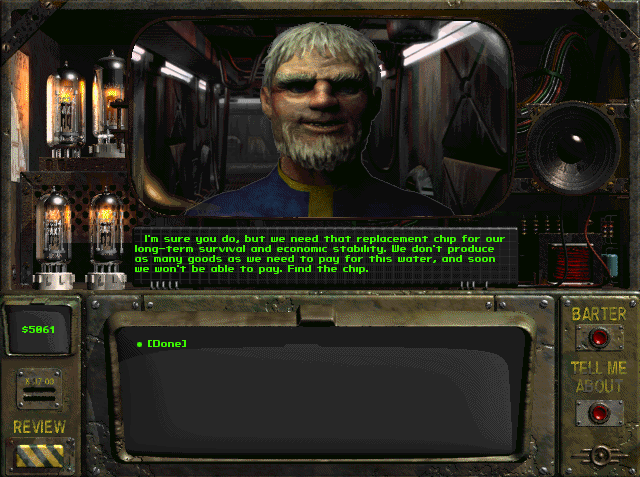 I'm sure you do, but we need that replacement chip for our
long-term survival and economic stability. We don't produce
as many goods as we need to pay for this water, and soon
we won't be able to pay. Find the chip.
$5061
[Done]
BARTER
TELL ME
ABOUT
REVIEW